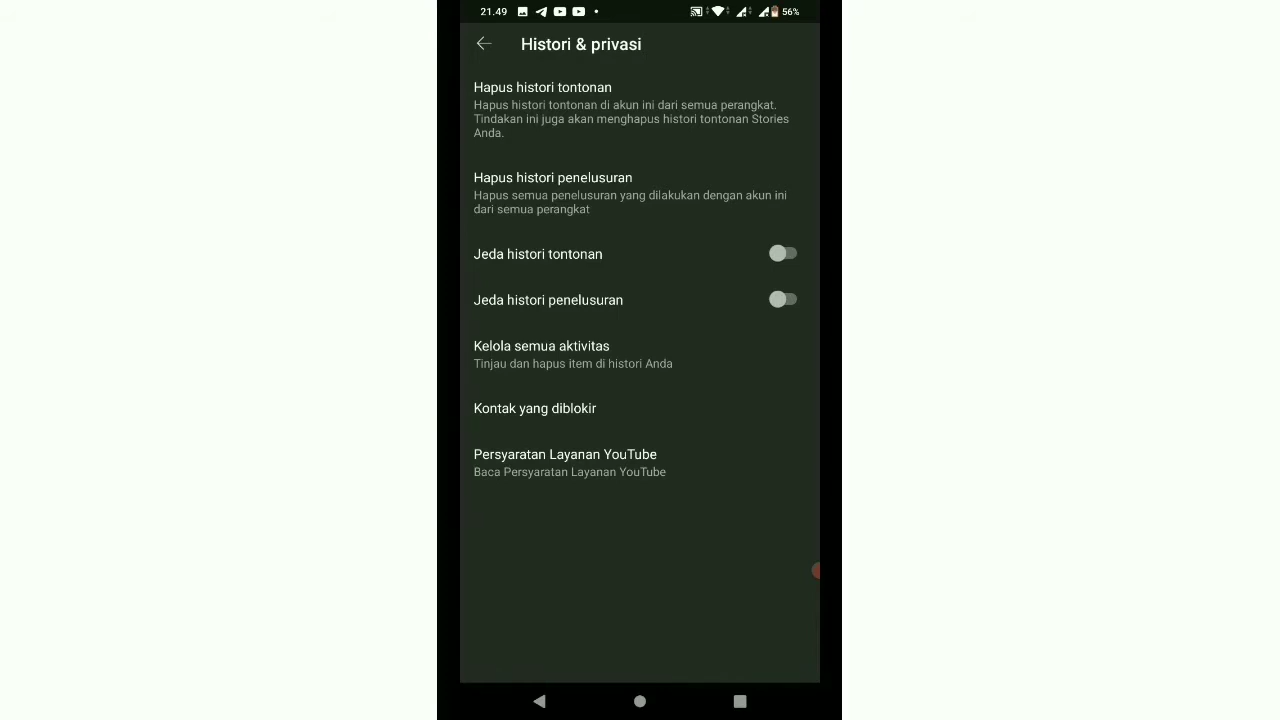 21.49
56%
Histori & privasi
Hapus histori tontonan
Hapus histori tontonan di akun ini dari semua perangkat.
Tindakan ini juga akan menghapus histori tontonan Stories
Anda.
Hapus histori penelusuran
Hapus semua penelusuran yang dilakukan dengan akun ini
dari semua perangkat
Jeda histori tontonan
Jeda histori penelusuran
Kelola semua aktivitas
Tinjau dan hapus item di histori Anda
Kontak yang diblokir
Persyaratan Layanan YouTube
Baca Persyaratan Layanan YouTube